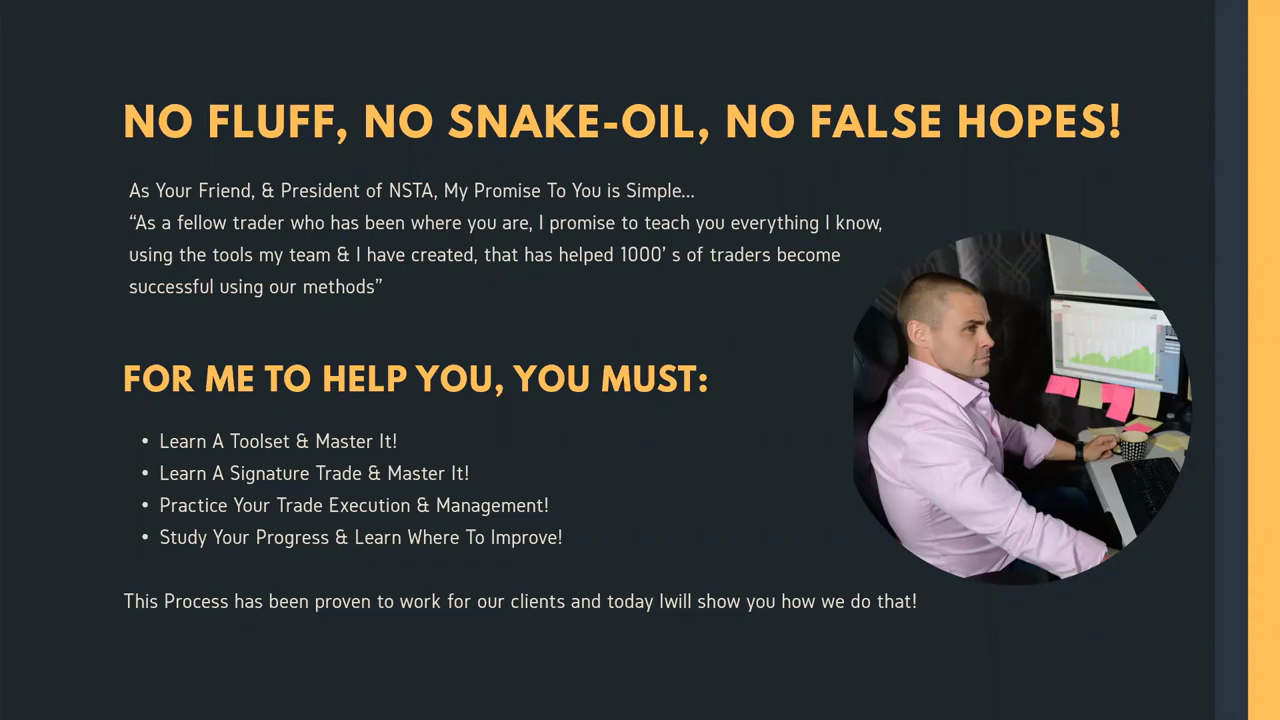 NO FLUFF, NO SNAKE-OIL, NO FALSE HOPES!
As Your Friend, & President of NSTA, My Promise To You is Simple...
“As a fellow trader who has been where you are, I promise to teach you everything I know,
using the tools my team & I have created, that has helped 1000’ s of traders become
successful using our methods”
FOR ME TO HELP YOU, YOU MUST:
• Learn A Toolset & Master It!
• Learn A Signature Trade & Master It!
• Practice Your Trade Execution & Management!
• Study Your Progress & Learn Where To Improve!
This Process has been proven to work for our clients and today Iwill show you how we do that!